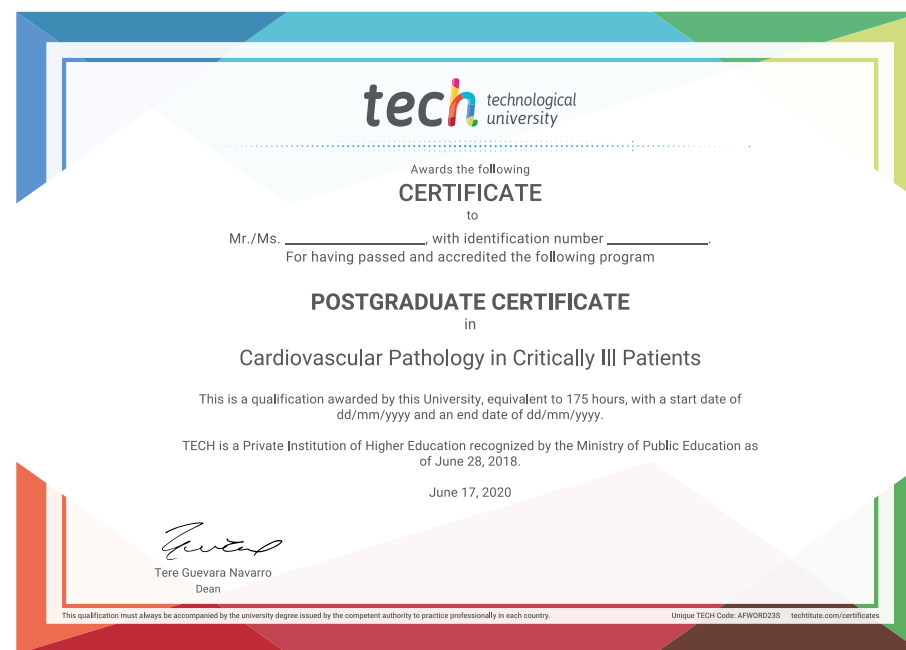 tech technological
university
Awards the following
CERTIFICATE
to
Mr./Ms. ____________________, with identification number ______________.
For having passed and accredited the following program
POSTGRADUATE CERTIFICATE
in
Cardiovascular Pathology in Critically Ill Patients
This is a qualification awarded by this University, equivalent to 175 hours, with a start date of
dd/mm/yyyy and an end date of dd/mm/yyyy.
TECH is a Private Institution of Higher Education recognized by the Ministry of Public Education as
of June 28, 2018.
June 17, 2020
Tere Guevara Navarro
Dean
This qualification must always be accompanied by the university degree issued by the competent authority to practice professionally in each country.
Unique TECH Code: AFWORD23S techtitute.com/certificates